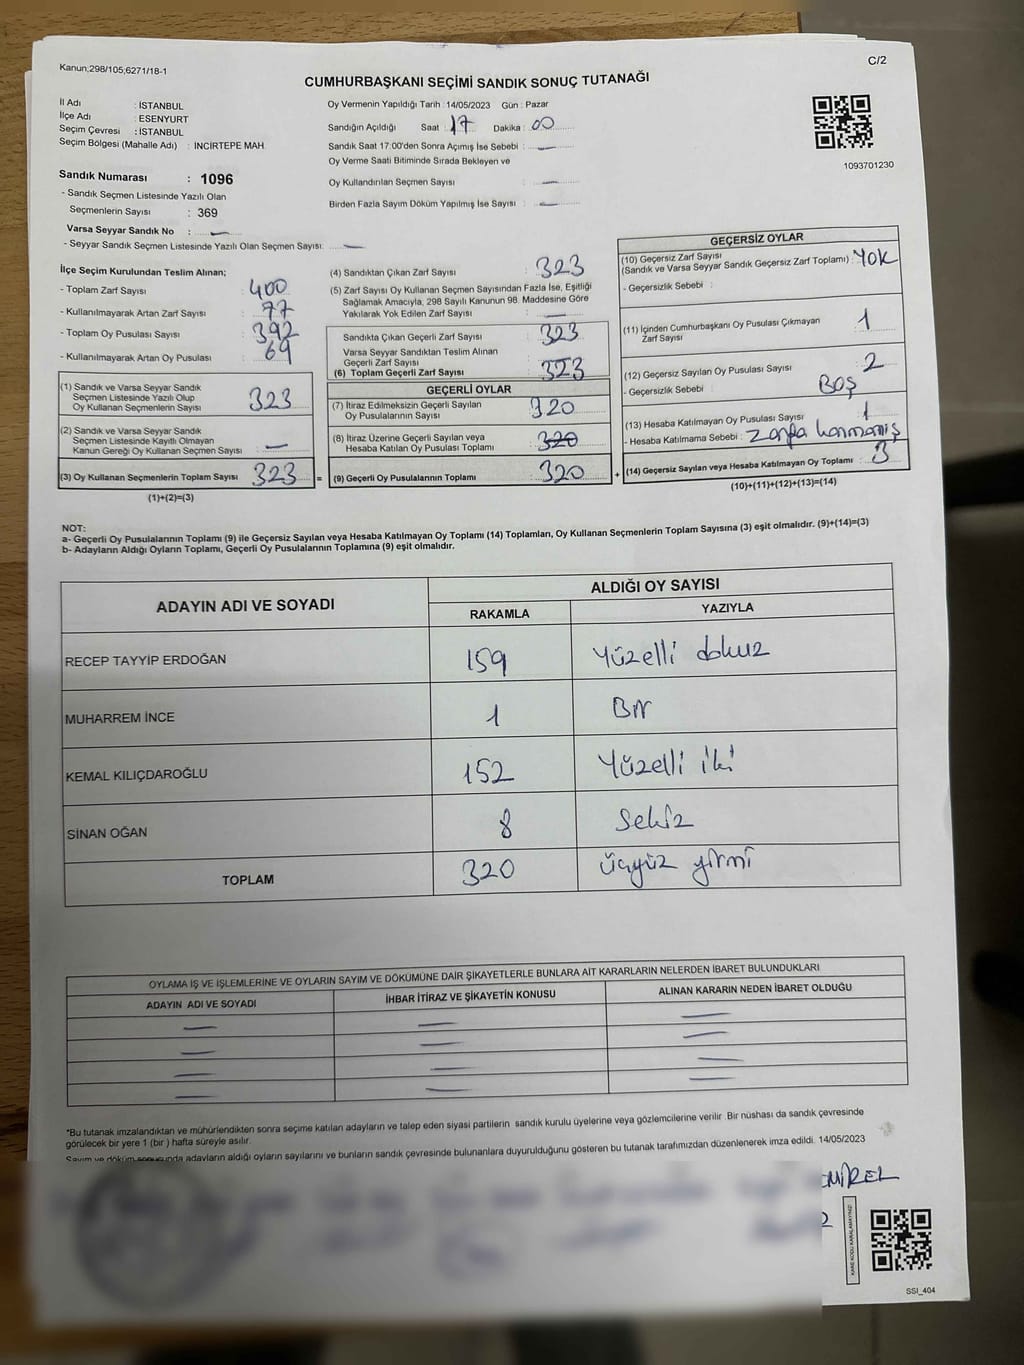 Kanun;298/105;6271/18-1
C/2
CUMHURBAŞKANI SEÇİMİ SANDIK SONUÇ TUTANAĞI
İl Adı : İSTANBUL
İlçe Adı : ESENYURT
Seçim Çevresi : İSTANBUL
Seçim Bölgesi (Mahalle Adı) : İNCİRTEPE MAH.
Oy Vermenin Yapıldığı Tarih : 14/05/2023 Gün : Pazar
Sandığın Açıldığı Saat : 17 Dakika : 00
Sandık Saat 17:00'den Sonra Açımış İse Sebebi : —
Oy Verme Saati Bitiminde Sırada Bekleyen ve
Oy Kullandırılan Seçmen Sayısı : —
Birden Fazla Sayım Döküm Yapılmış İse Sayısı : —
1093701230
Sandık Numarası : 1096
- Sandık Seçmen Listesinde Yazılı Olan
Seçmenlerin Sayısı : 369
Varsa Seyyar Sandık No : —
- Seyyar Sandık Seçmen Listesinde Yazılı Olan Seçmen Sayısı: —
İlçe Seçim Kurulundan Teslim Alınan;
- Toplam Zarf Sayısı : 400
- Kullanılmayarak Artan Zarf Sayısı : 77
- Toplam Oy Pusulası Sayısı : 392
- Kullanılmayarak Artan Oy Pusulası : 69
(1) Sandık ve Varsa Seyyar Sandık
Seçmen Listesinde Yazılı Olup
Oy Kullanan Seçmenlerin Sayısı : 323
(2) Sandık ve Varsa Seyyar Sandık
Seçmen Listesinde Kayıtlı Olmayan
Kanun Gereği Oy Kullanan Seçmen Sayısı : —
(3) Oy Kullanan Seçmenlerin Toplam Sayısı : 323 =
(1)+(2)=(3)
(4) Sandıktan Çıkan Zarf Sayısı : 323
(5) Zarf Sayısı Oy Kullanan Seçmen Sayısından Fazla İse, Eşitliği
Sağlamak Amacıyla, 298 Sayılı Kanunun 98. Maddesine Göre
Yakılarak Yok Edilen Zarf Sayısı : —
Sandıkta Çıkan Geçerli Zarf Sayısı : 323
Varsa Seyyar Sandıktan Teslim Alınan
Geçerli Zarf Sayısı :
(6) Toplam Geçerli Zarf Sayısı : 323
GEÇERLİ OYLAR
(7) İtiraz Edilmeksizin Geçerli Sayılan
Oy Pusulalarının Sayısı : 320
(8) İtiraz Üzerine Geçerli Sayılan veya
Hesaba Katılan Oy Pusulası Toplamı : 320
(9) Geçerli Oy Pusulalarının Toplamı : 320 +
GEÇERSİZ OYLAR
(10) Geçersiz Zarf Sayısı
(Sandık ve Varsa Seyyar Sandık Geçersiz Zarf Toplamı) : YOK
- Geçersizlik Sebebi :
(11) İçinden Cumhurbaşkanı Oy Pusulası Çıkmayan
Zarf Sayısı : 1
(12) Geçersiz Sayılan Oy Pusulası Sayısı : 2
- Geçersizlik Sebebi : BOŞ
(13) Hesaba Katılmayan Oy Pusulası Sayısı : 1
- Hesaba Katılmama Sebebi : Zarfa konmamış
(14) Geçersiz Sayılan veya Hesaba Katılmayan Oy Toplamı : 3
(10)+(11)+(12)+(13)=(14)
NOT:
a- Geçerli Oy Pusulalarının Toplamı (9) ile Geçersiz Sayılan veya Hesaba Katılmayan Oy Toplamı (14) Toplamları, Oy Kullanan Seçmenlerin Toplam Sayısına (3) eşit olmalıdır. (9)+(14)=(3)
b- Adayların Aldığı Oyların Toplamı, Geçerli Oy Pusulalarının Toplamına (9) eşit olmalıdır.
ADAYIN ADI VE SOYADI
ALDIĞI OY SAYISI
RAKAMLA YAZIYLA
RECEP TAYYİP ERDOĞAN 159 Yüzelli dokuz
MUHARREM İNCE 1 Bir
KEMAL KILIÇDAROĞLU 152 Yüzelli iki
SİNAN OĞAN 8 Sekiz
TOPLAM 320 Üçyüz yirmi
OYLAMA İŞ VE İŞLEMLERİNE VE OYLARIN SAYIM VE DÖKÜMÜNE DAİR ŞİKAYETLERLE BUNLARA AİT KARARLARIN NELERDEN İBARET BULUNDUKLARI
ADAYIN ADI VE SOYADI İHBAR İTİRAZ VE ŞİKAYETİN KONUSU ALINAN KARARIN NEDEN İBARET OLDUĞU
— — —
— — —
— — —
— — —
*Bu tutanak imzalandıktan ve mühürlendikten sonra seçime katılan adayların ve talep eden siyasi partilerin sandık kurulu üyelerine veya gözlemcilerine verilir. Bir nüshası da sandık çevresinde
görülecek bir yere 1 (bir ) hafta süreyle asılır.
Sayım ve döküm sonucunda adayların aldığı oyların sayılarını ve bunların sandık çevresinde bulunanlara duyurulduğunu gösteren bu tutanak tarafımızdan düzenlenerek imza edildi. 14/05/2023
MİREL
KARE KODU KARALAMAYINIZ!
SSI_404